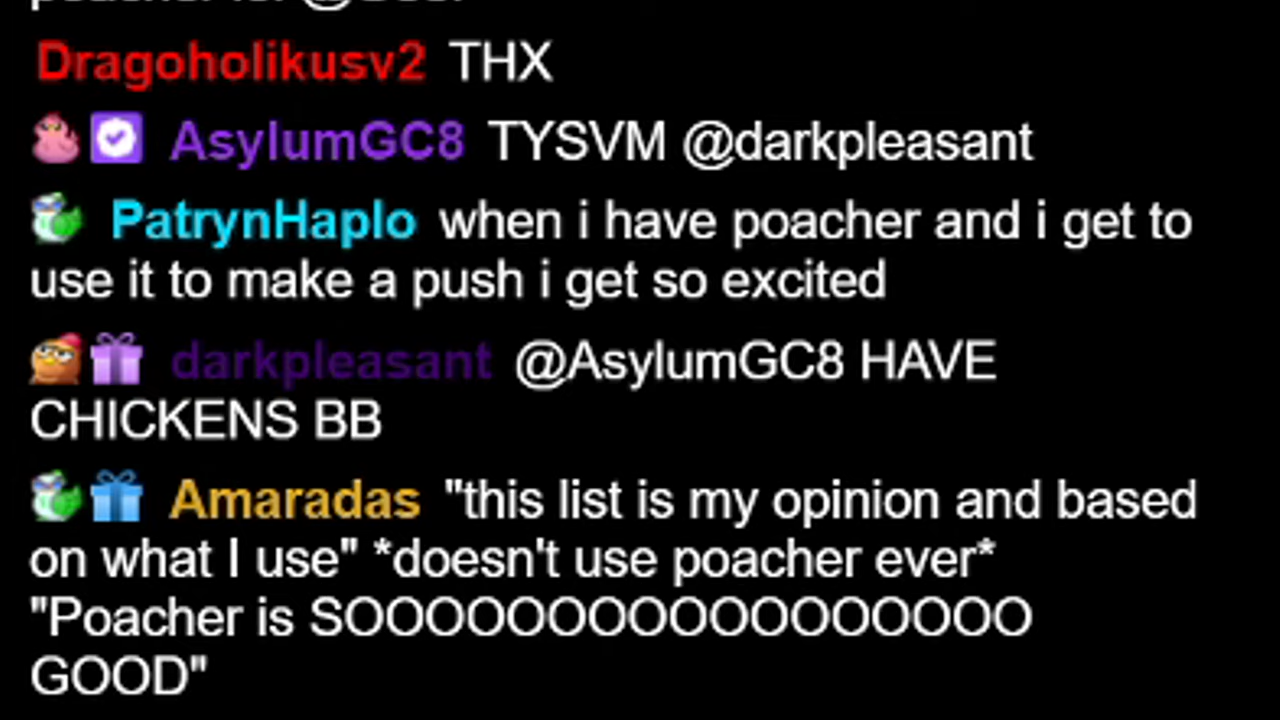 Dragoholikusv2 THX
AsylumGC8 TYSVM @darkpleasant
PatrynHaplo when i have poacher and i get to
use it to make a push i get so excited
darkpleasant @AsylumGC8 HAVE
CHICKENS BB
Amaradas "this list is my opinion and based
on what I use" *doesn't use poacher ever*
"Poacher is SOOOOOOOOOOOOOOOOO
GOOD"